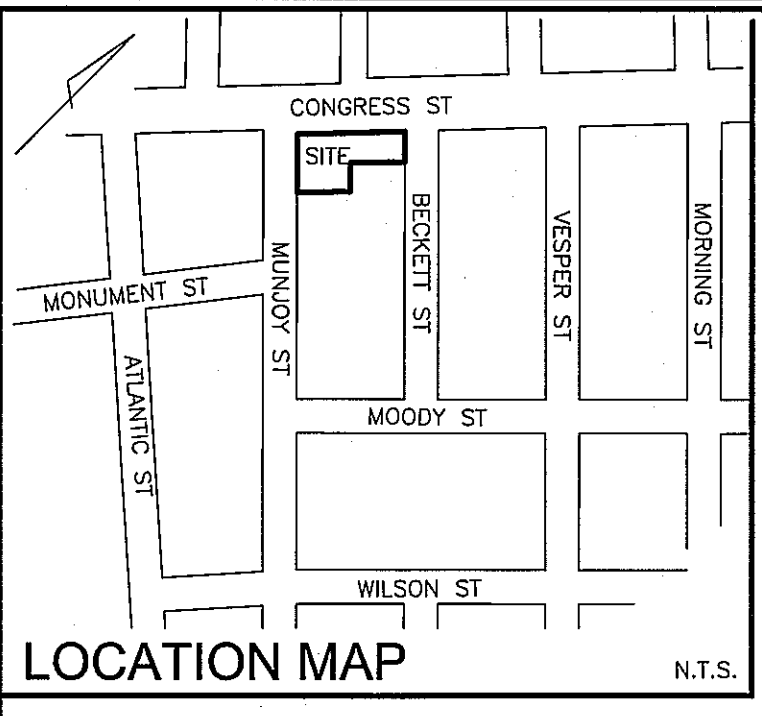 CONGRESS ST
SITE
BECKETT ST
VESPER ST
MORNING ST
MUNJOY ST
MONUMENT ST
ATLANTIC ST
MOODY ST
WILSON ST
LOCATION MAP
N.T.S.